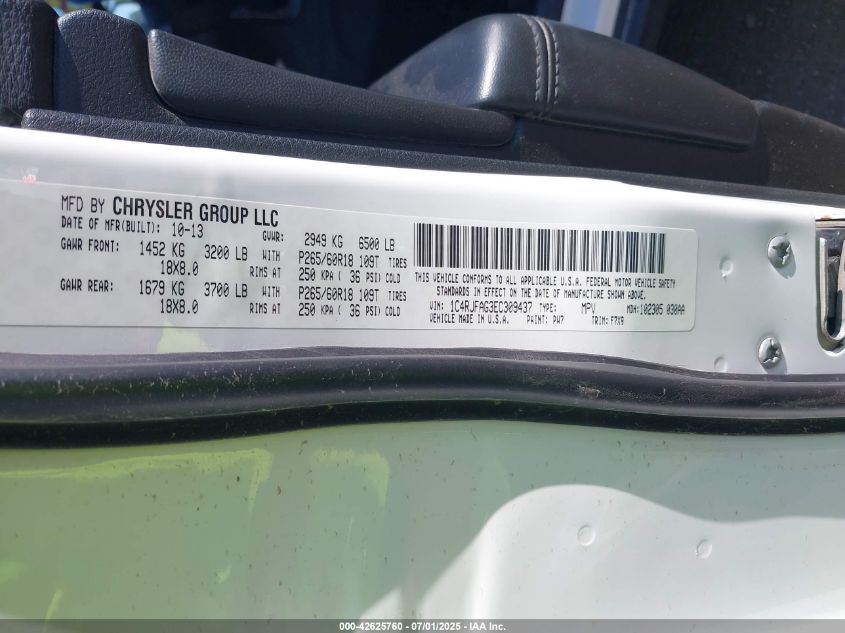 MFD BY CHRYSLER GROUP LLC
DATE OF MFR(BUILT): 10-13 GVWR: 2949 KG 6500 LB
GAWR FRONT: 1452 KG 3200 LB WITH P265/60R18 109T TIRES
18X8.0 RIMS AT 250 KPA ( 36 PSI) COLD
GAWR REAR: 1679 KG 3700 LB WITH P265/60R18 109T TIRES
18X8.0 RIMS AT 250 KPA ( 36 PSI) COLD
THIS VEHICLE CONFORMS TO ALL APPLICABLE U.S.A. FEDERAL MOTOR VEHICLE SAFETY
STANDARDS IN EFFECT ON THE DATE OF MANUFACTURE SHOWN ABOVE.
VIN: 1C4RJFAG3EC309437 TYPE: MPV MDH: 102305 030AA
VEHICLE MADE IN U.S.A. PAINT: PW7 TRIM: F7X9
000-42625760 - 07/01/2025 - IAA Inc.